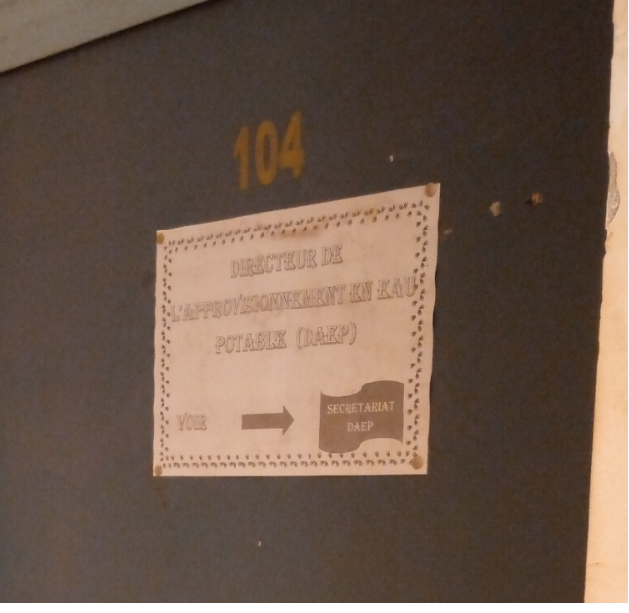 104
DIRECTEUR DE
L'APPROVISIONNEMENT EN EAU
POTABLE (DAEP)
VOIR
SECRETARIAT
DAEP